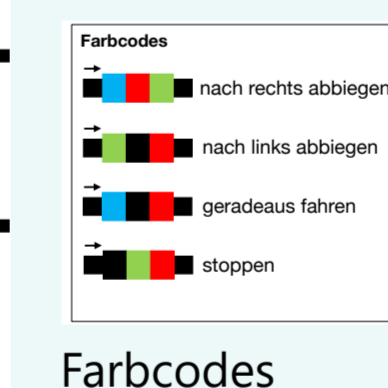 Farbcodes
nach rechts abbiegen
nach links abbiegen
geradeaus fahren
stoppen
Farbcodes